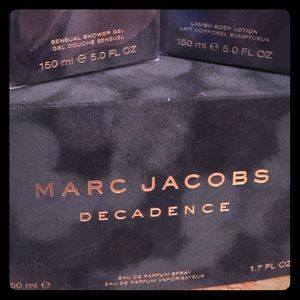 SENSUAL SHOWER GEL
GEL DOUCHE SENSUEL
150 ml e 5.0 FL OZ
LAVISH BODY LOTION
LAIT CORPOREL SOMPTUEUX
150 ml e 5.0 FL OZ
MARC JACOBS
DECADENCE
50 ml e
EAU DE PARFUM SPRAY
EAU DE PARFUM VAPORISATEUR
1.7 FL OZ